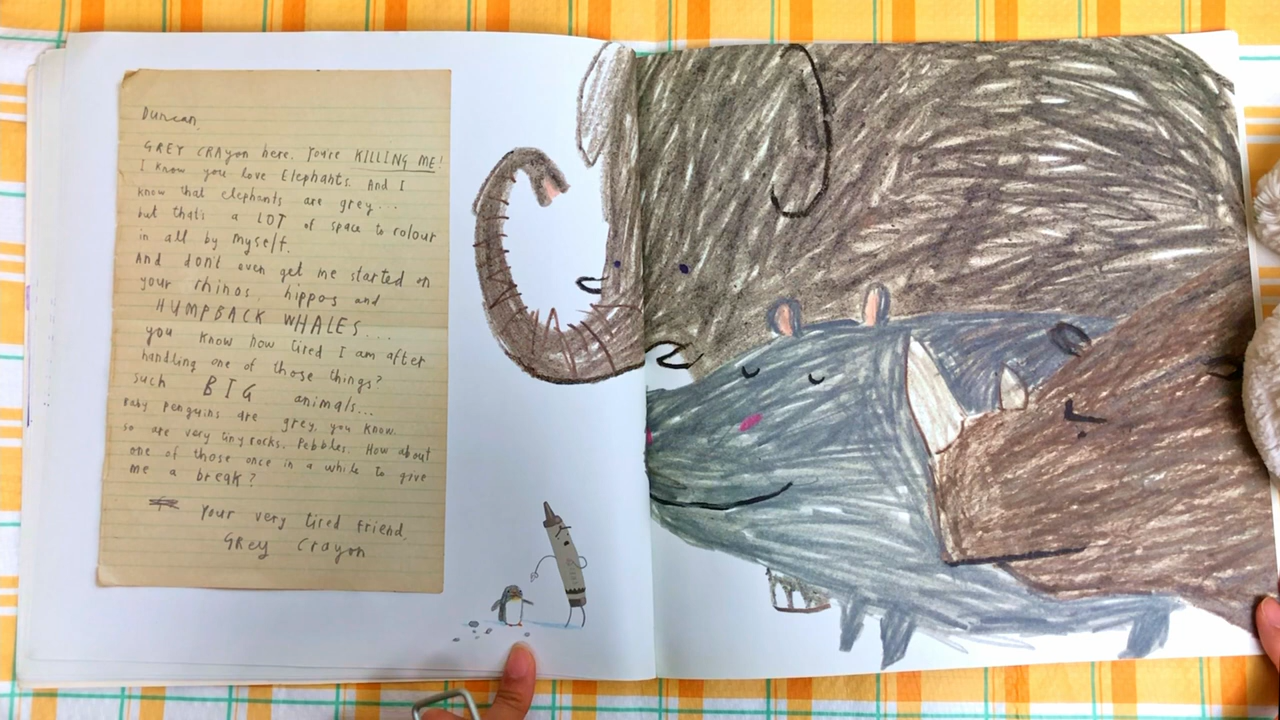 Duncan,
GREY CRAyon here. You're KILLING ME!
I know you love Elephants. And I
know that elephants are grey...
but that's a LOT of space to colour
in all by myself.
And don't even get me started on
your rhinos, hippos and
HUMPBACK WHALES...
you know how tired I am after
handling one of those things?
such BIG animals...
Baby penguins are grey, you know.
so are very tiny rocks. Pebbles. How about
one of those once in a while to give
me a break?
Your very tired friend,
Grey Crayon